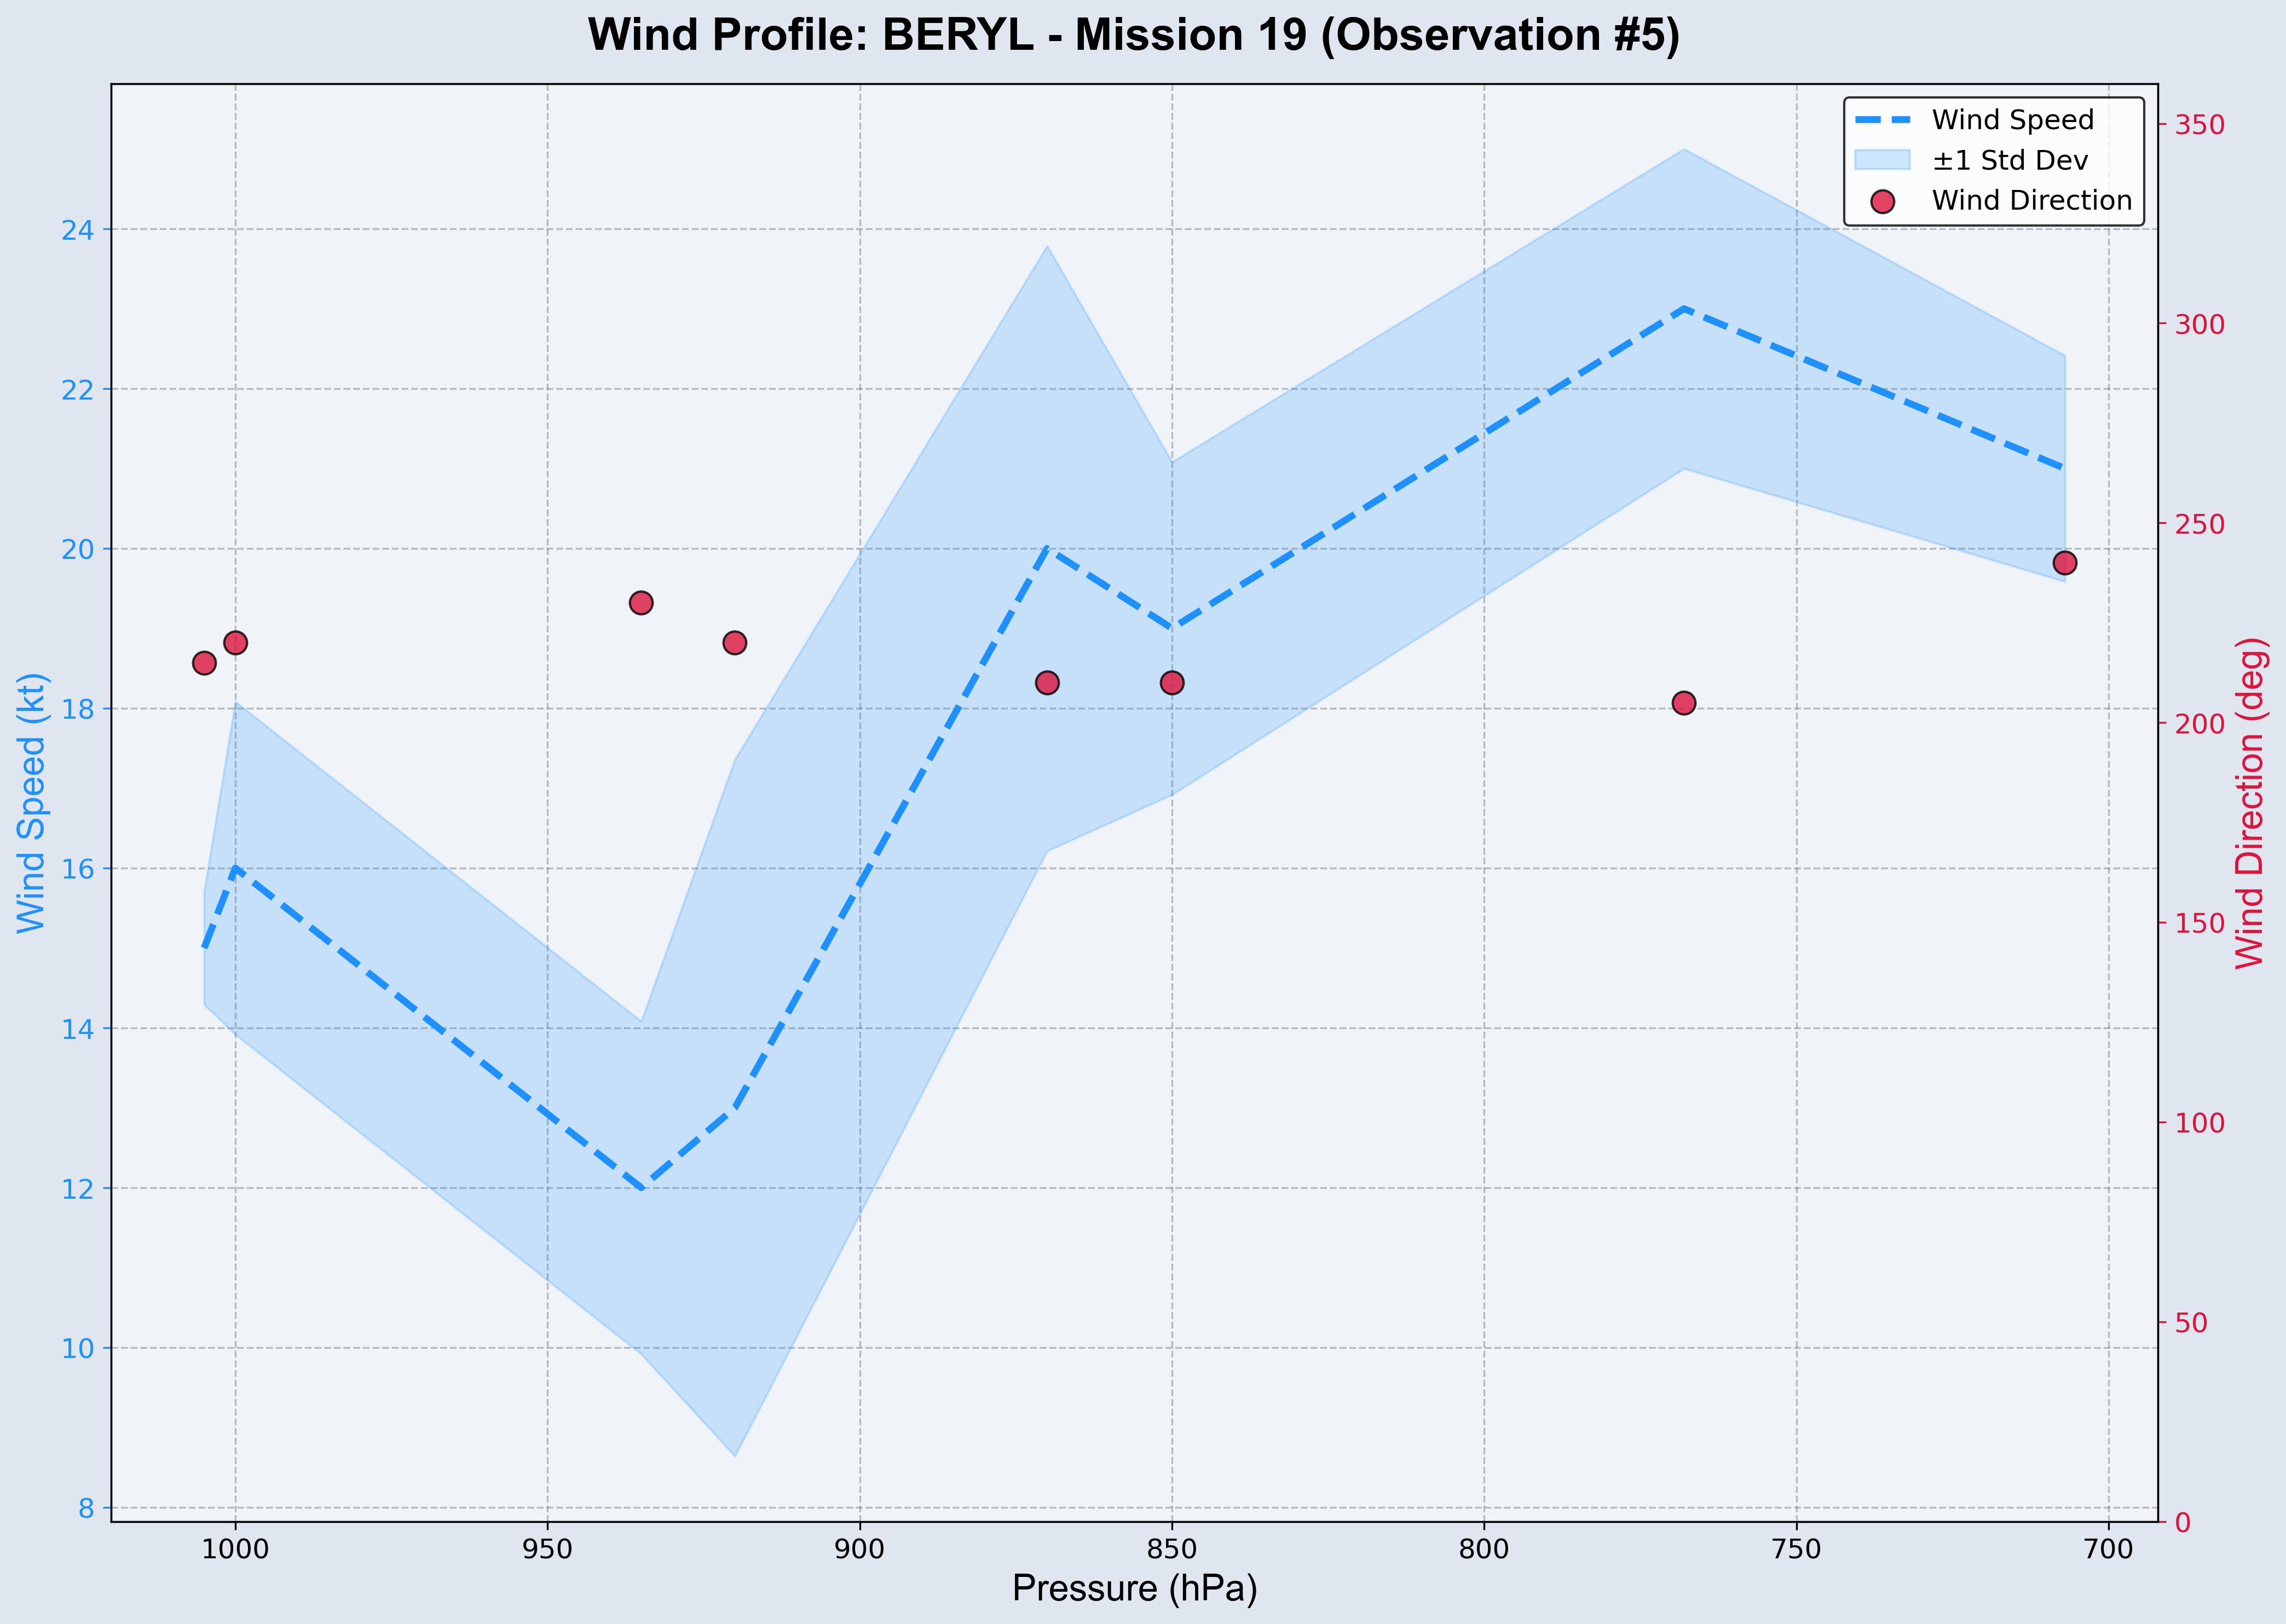 Wind Profile: BERYL - Mission 19 (Observation #5)
Wind Speed
±1 Std Dev
Wind Direction
Wind Speed (kt)
24
22
20
18
16
14
12
10
8
350
300
250
200
150
100
50
0
Wind Direction (deg)
1000 950 900 850 800 750 700
Pressure (hPa)